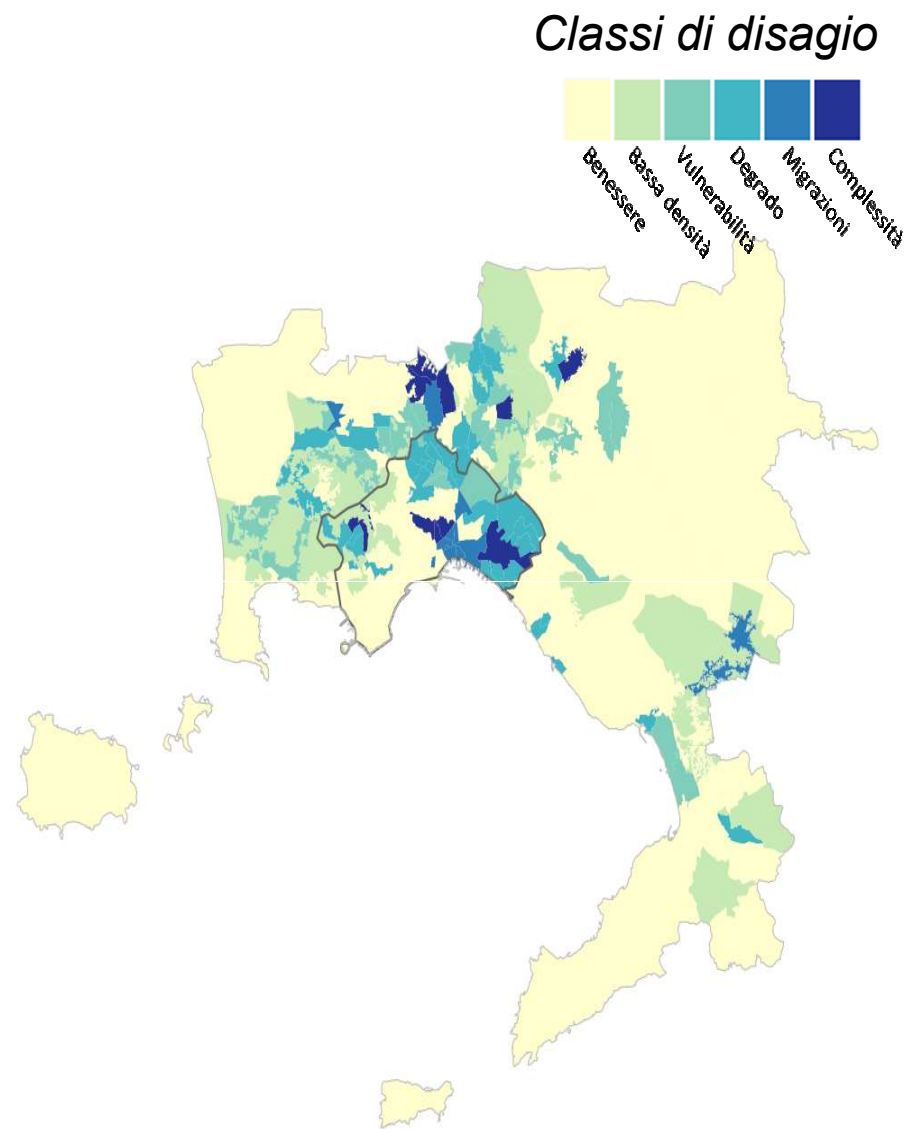 Classi di disagio
Benessere
Bassa densità
Vulnerabilità
Degrado
Migrazioni
Complessità